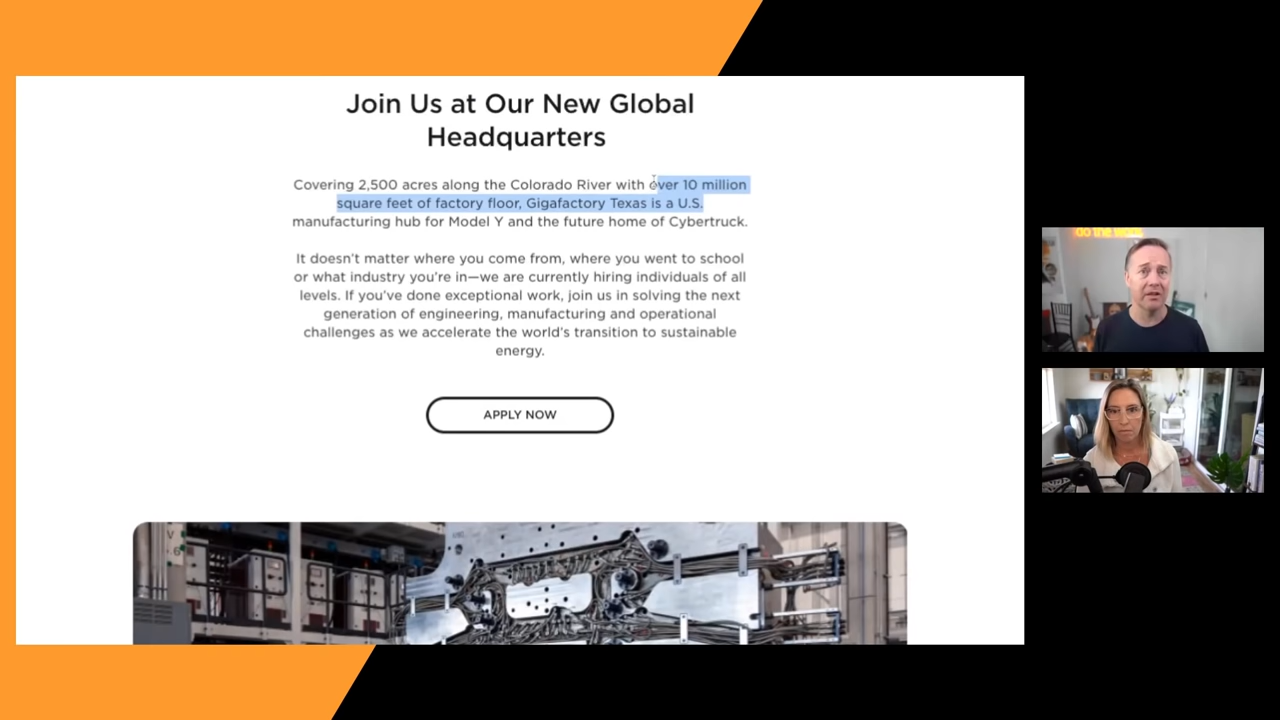 Join Us at Our New Global
Headquarters
Covering 2,500 acres along the Colorado River with over 10 million
square feet of factory floor, Gigafactory Texas is a U.S.
manufacturing hub for Model Y and the future home of Cybertruck.
It doesn’t matter where you come from, where you went to school
or what industry you’re in—we are currently hiring individuals of all
levels. If you’ve done exceptional work, join us in solving the next
generation of engineering, manufacturing and operational
challenges as we accelerate the world’s transition to sustainable
energy.
APPLY NOW
do the work